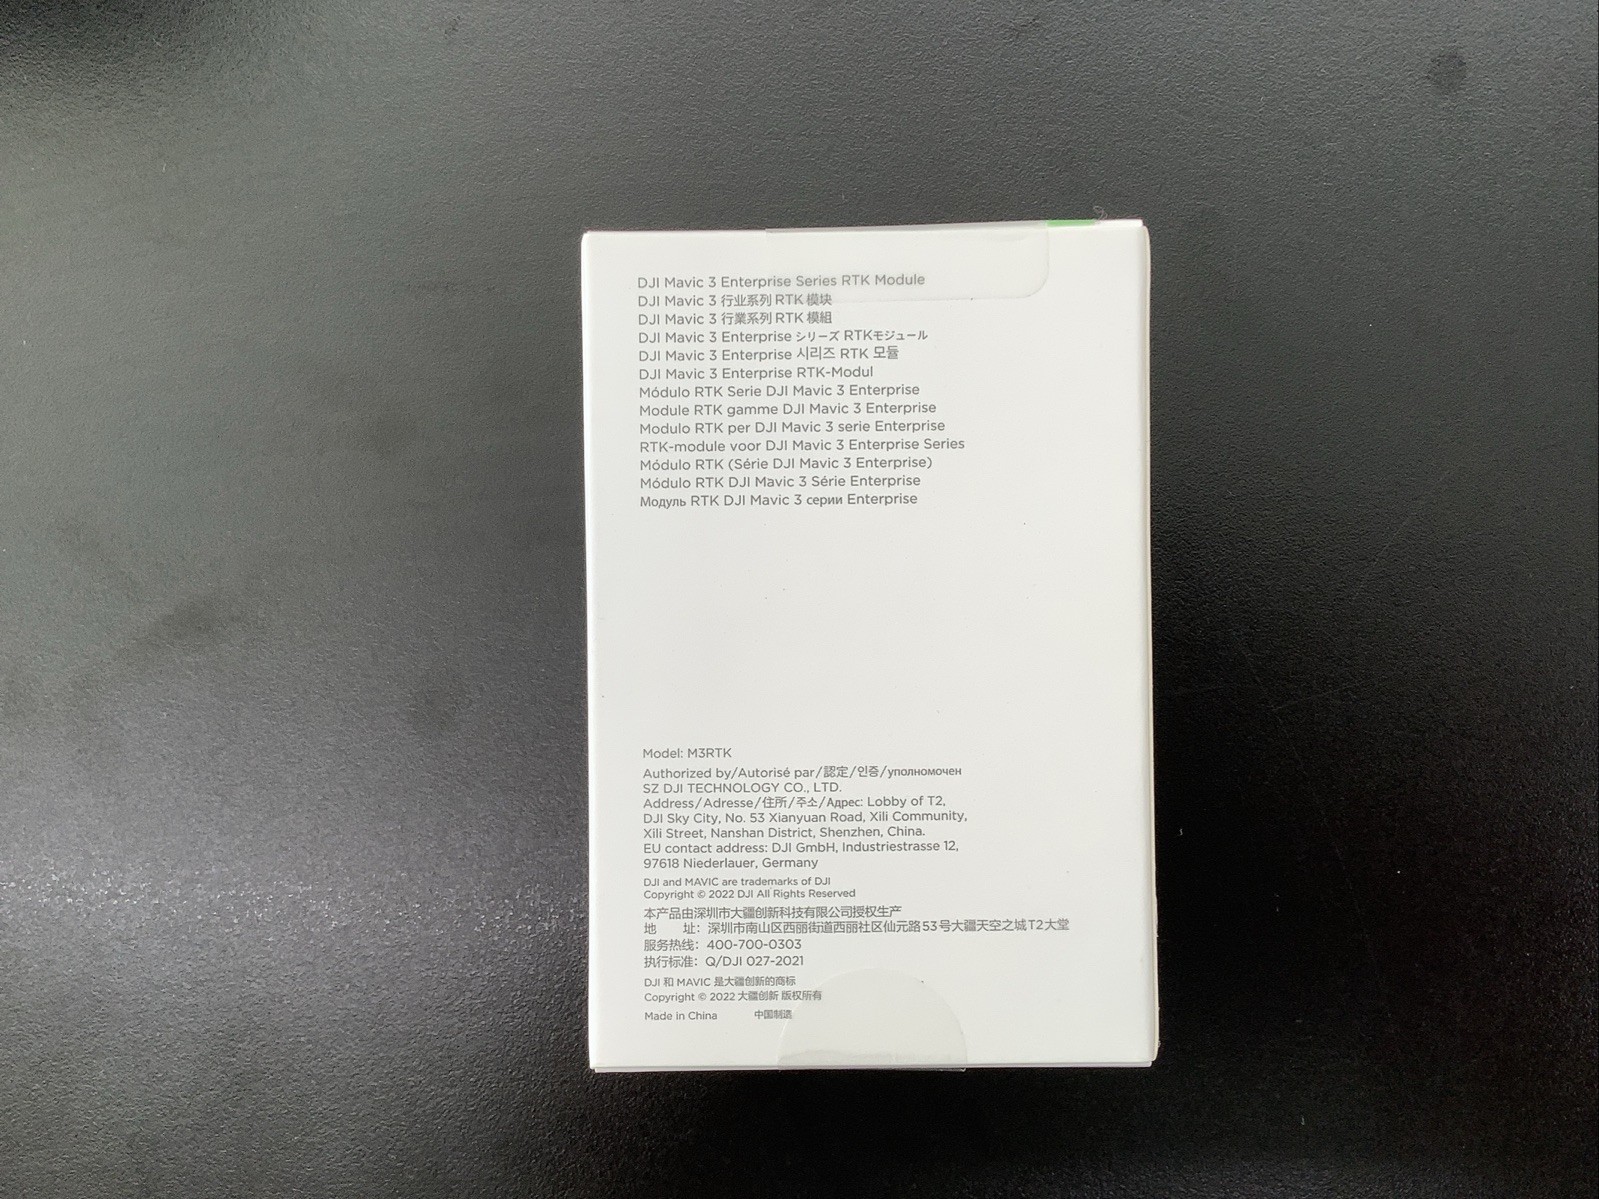 DJI Mavic 3 Enterprise Series RTK Module
DJI Mavic 3 行业系列 RTK 模块
DJI Mavic 3 行業系列 RTK 模組
DJI Mavic 3 Enterprise シリーズ RTKモジュール
DJI Mavic 3 Enterprise 시리즈 RTK 모듈
DJI Mavic 3 Enterprise RTK-Modul
Módulo RTK Serie DJI Mavic 3 Enterprise
Module RTK gamme DJI Mavic 3 Enterprise
Modulo RTK per DJI Mavic 3 serie Enterprise
RTK-module voor DJI Mavic 3 Enterprise Series
Módulo RTK (Série DJI Mavic 3 Enterprise)
Módulo RTK DJI Mavic 3 Série Enterprise
Модуль RTK DJI Mavic 3 серии Enterprise
Model: M3RTK
Authorized by/Autorisé par/認定/인증/уполномочен
SZ DJI TECHNOLOGY CO., LTD.
Address/Adresse/住所/주소/Адрес: Lobby of T2,
DJI Sky City, No. 53 Xianyuan Road, Xili Community,
Xili Street, Nanshan District, Shenzhen, China.
EU contact address: DJI GmbH, Industriestrasse 12,
97618 Niederlauer, Germany
DJI and MAVIC are trademarks of DJI
Copyright © 2022 DJI All Rights Reserved
本产品由深圳市大疆创新科技有限公司授权生产
地 址：深圳市南山区西丽街道西丽社区仙元路53号大疆天空之城T2大堂
服务热线：400-700-0303
执行标准：Q/DJI 027-2021
DJI 和 MAVIC 是大疆创新的商标
Copyright © 2022 大疆创新 版权所有
Made in China 中国制造